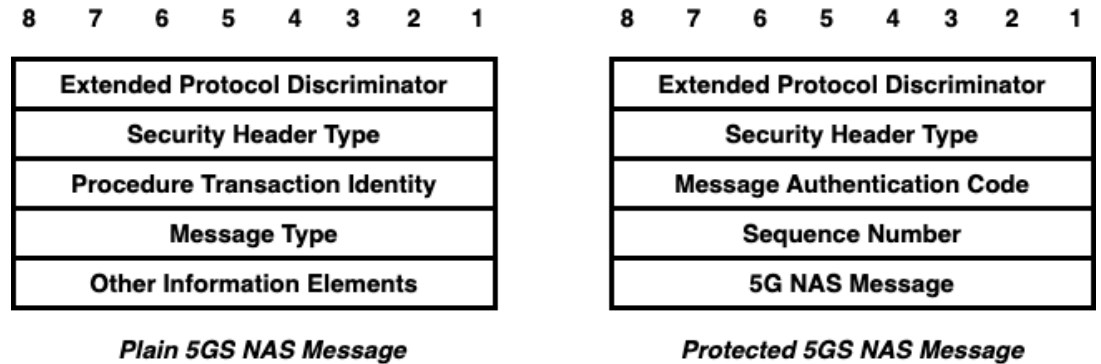 8 7 6 5 4 3 2 1
Extended Protocol Discriminator
Security Header Type
Procedure Transaction Identity
Message Type
Other Information Elements
Plain 5GS NAS Message
8 7 6 5 4 3 2 1
Extended Protocol Discriminator
Security Header Type
Message Authentication Code
Sequence Number
5G NAS Message
Protected 5GS NAS Message